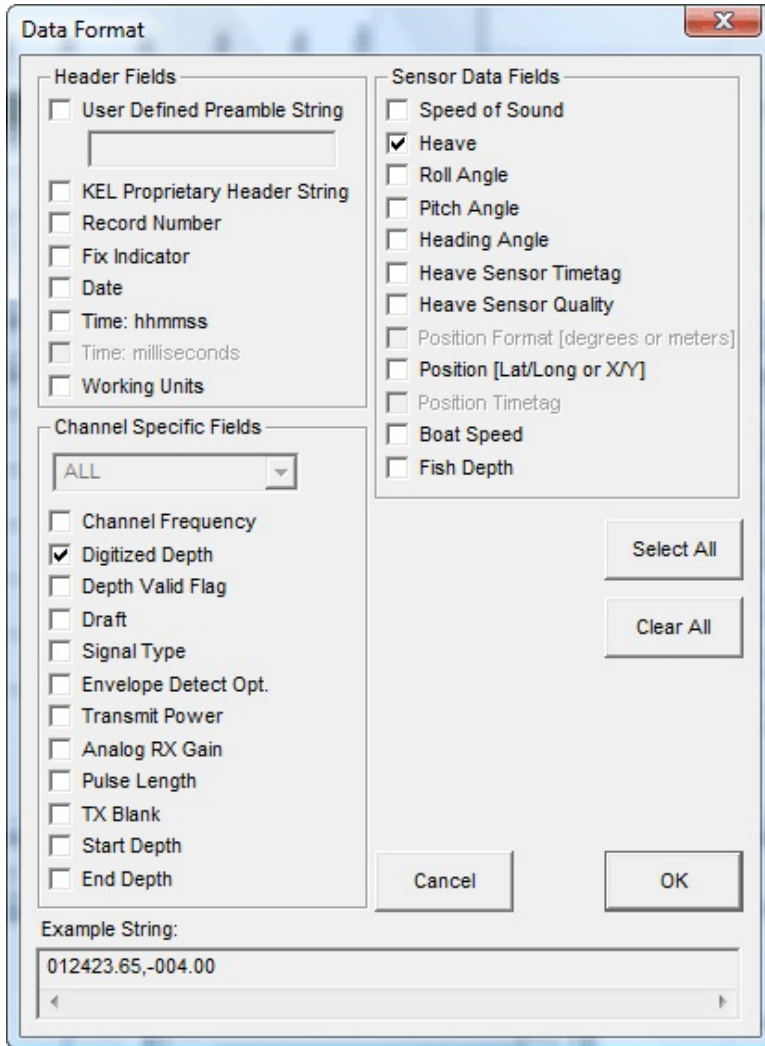 Data Format
Header Fields
User Defined Preamble String
KEL Proprietary Header String
Record Number
Fix Indicator
Date
Time: hhmmss
Time: milliseconds
Working Units
Channel Specific Fields
ALL
Channel Frequency
Digitized Depth
Depth Valid Flag
Draft
Signal Type
Envelope Detect Opt.
Transmit Power
Analog RX Gain
Pulse Length
TX Blank
Start Depth
End Depth
Sensor Data Fields
Speed of Sound
Heave
Roll Angle
Pitch Angle
Heading Angle
Heave Sensor Timetag
Heave Sensor Quality
Position Format [degrees or meters]
Position [Lat/Long or X/Y]
Position Timetag
Boat Speed
Fish Depth
Select All
Clear All
Cancel
OK
Example String:
012423.65,-004.00